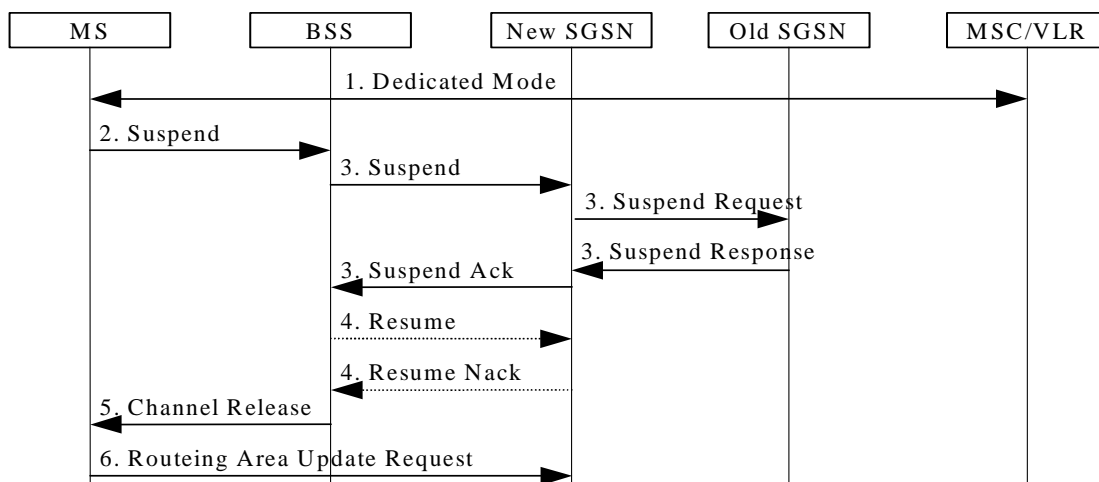 MS
BSS
New SGSN
Old SGSN
MSC/VLR
1. Dedicated Mode
2. Suspend
3. Suspend
3. Suspend Request
3. Suspend Response
3. Suspend Ack
4. Resume
4. Resume Nack
5. Channel Release
6. Routeing Area Update Request